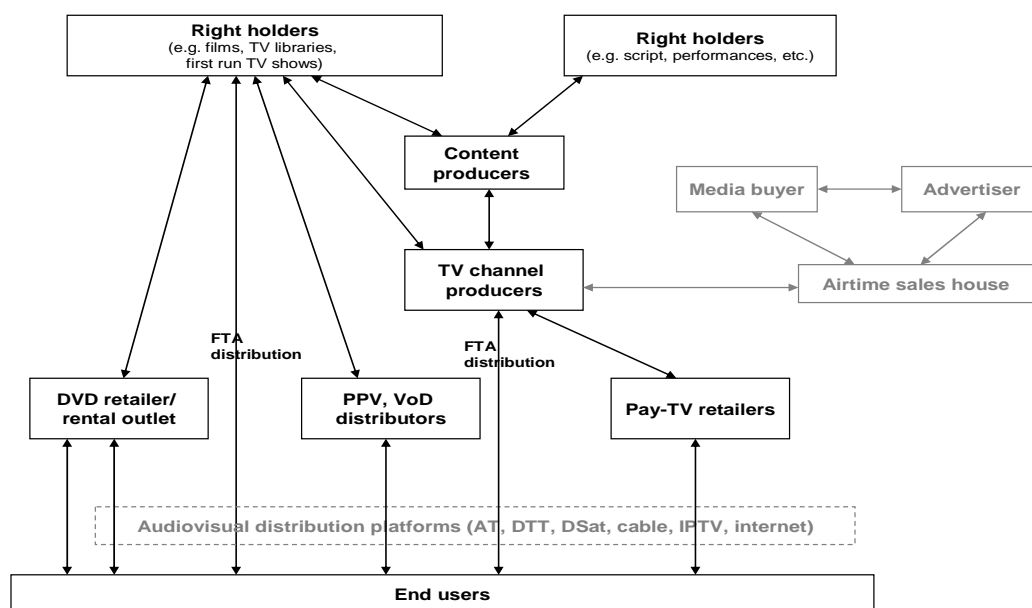 Right holders
(e.g. films, TV libraries,
first run TV shows)
Right holders
(e.g. script, performances, etc.)
Content
producers
Media buyer
Advertiser
TV channel
producers
Airtime sales house
FTA
distribution
FTA
distribution
DVD retailer/
rental outlet
PPV, VoD
distributors
Pay-TV retailers
Audiovisual distribution platforms (AT, DTT, DSat, cable, IPTV, internet)
End users